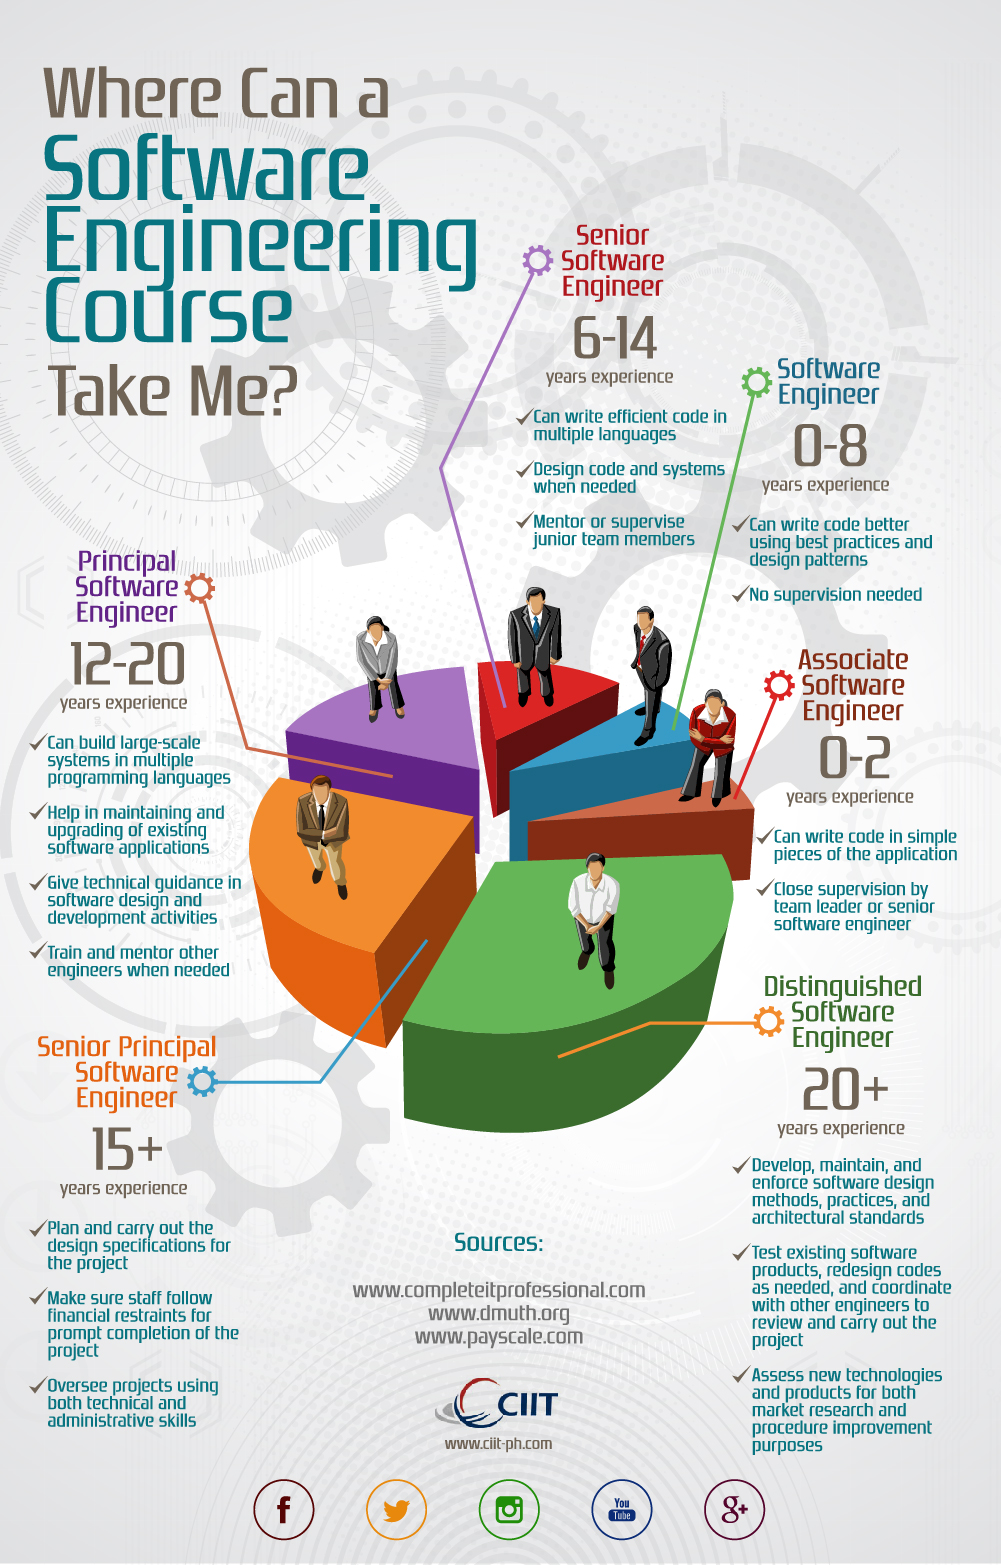 Where Can a
Software
Engineering
Course
Take Me?
Senior
Software
Engineer
6-14
years experience
Can write efficient code in
multiple languages
Design code and systems
when needed
Mentor or supervise
junior team members
Software
Engineer
0-8
years experience
Can write code better
using best practices and
design patterns
No supervision needed
Associate
Software
Engineer
0-2
years experience
Can write code in simple
pieces of the application
Close supervision by
team leader or senior
software engineer
Principal
Software
Engineer
12-20
years experience
Can build large-scale
systems in multiple
programming languages
Help in maintaining and
upgrading of existing
software applications
Give technical guidance in
software design and
development activities
Train and mentor other
engineers when needed
Senior Principal
Software
Engineer
15+
years experience
Plan and carry out the
design specifications for
the project
Make sure staff follow
financial restraints for
prompt completion of the
project
Oversee projects using
both technical and
administrative skills
Distinguished
Software
Engineer
20+
years experience
Develop, maintain, and
enforce software design
methods, practices, and
architectural standards
Test existing software
products, redesign codes
as needed, and coordinate
with other engineers to
review and carry out the
project
Assess new technologies
and products for both
market research and
procedure improvement
purposes
Sources:
www.completeitprofessional.com
www.dmuth.org
www.payscale.com
CIIT
www.ciit-ph.com
f
You
Tube
g+